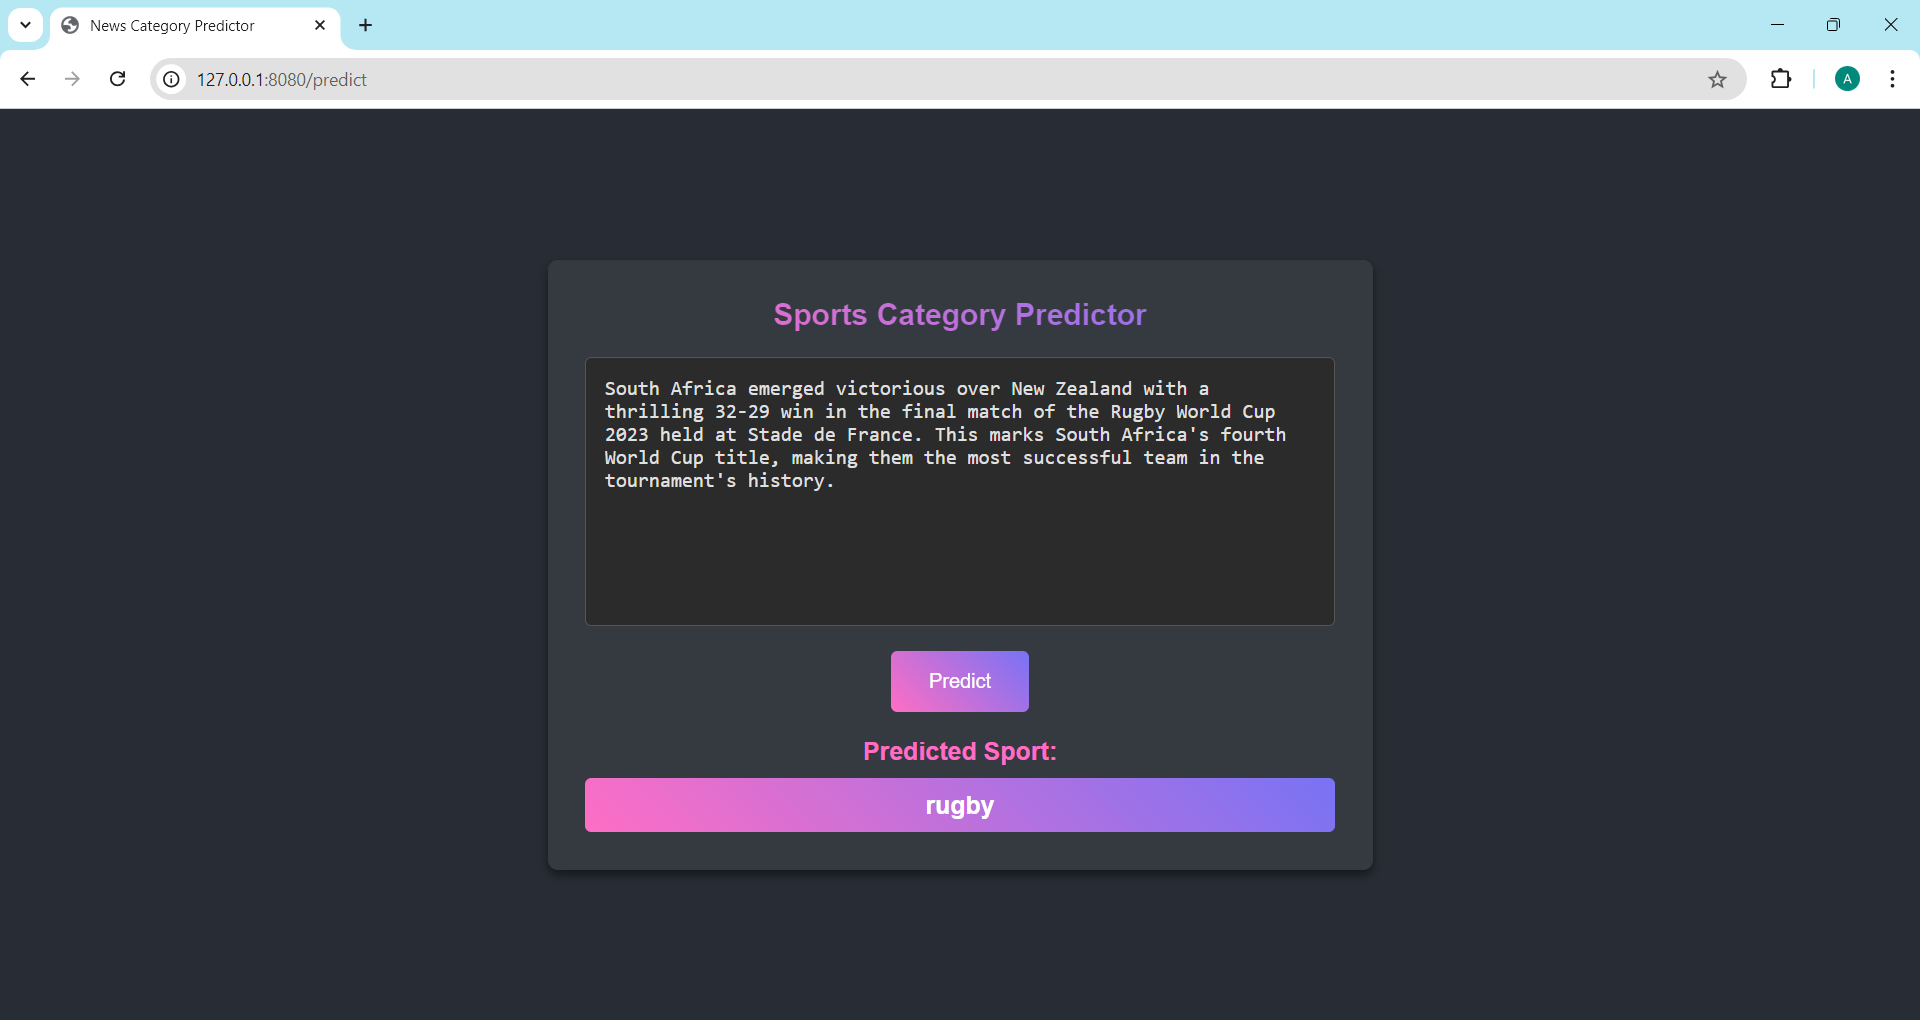 News Category Predictor
127.0.0.1:8080/predict
A
Sports Category Predictor
South Africa emerged victorious over New Zealand with a
thrilling 32-29 win in the final match of the Rugby World Cup
2023 held at Stade de France. This marks South Africa's fourth
World Cup title, making them the most successful team in the
tournament's history.
Predict
Predicted Sport:
rugby